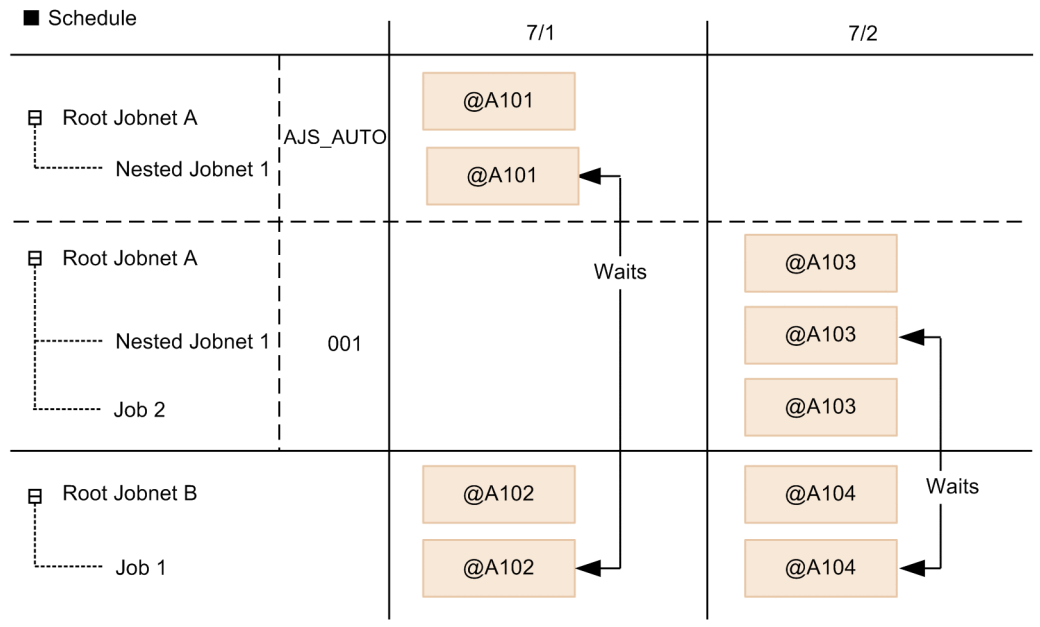 ■ Schedule
7/1
7/2
Root Jobnet A
Nested Jobnet 1
AJS_AUTO
@A101
@A101
Root Jobnet A
Nested Jobnet 1
Job 2
001
Waits
@A103
@A103
@A103
Root Jobnet B
Job 1
@A102
@A102
@A104
@A104
Waits